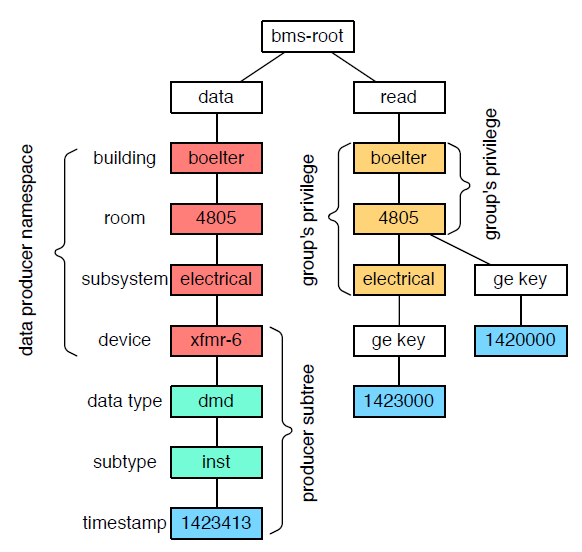 bms-root
data
read
building
boelter
boelter
room
4805
4805
subsystem
electrical
electrical
ge key
device
xfmr-6
ge key
1420000
data type
dmd
1423000
subtype
inst
timestamp
1423413
data producer namespace
producer subtree
group's privilege
group's privilege